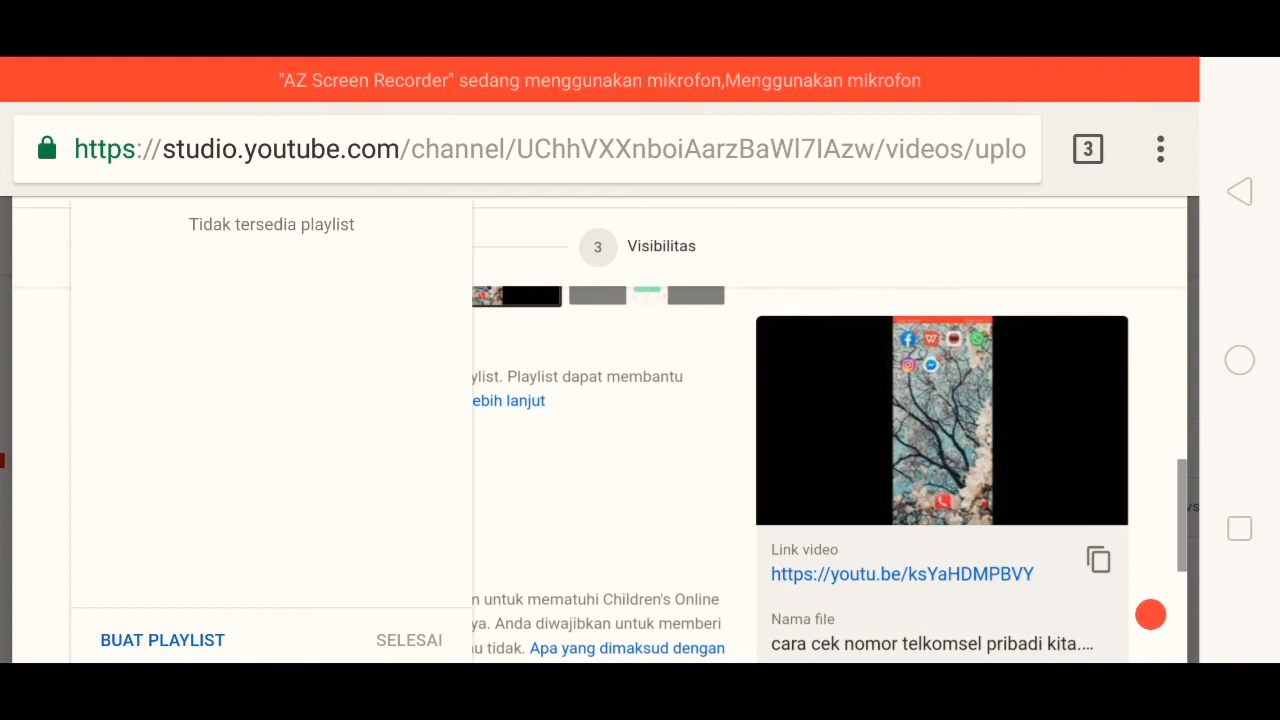 "AZ Screen Recorder" sedang menggunakan mikrofon,Menggunakan mikrofon
https://studio.youtube.com/channel/UChhVXXnboiAarzBaWl7IAzw/videos/uplo
3
Tidak tersedia playlist
3 Visibilitas
ylist. Playlist dapat membantu
ebih lanjut
Link video
https://youtu.be/ksYaHDMPBVY
Nama file
cara cek nomor telkomsel pribadi kita....
untuk mematuhi Children's Online
ya. Anda diwajibkan untuk memberi
u tidak. Apa yang dimaksud dengan
BUAT PLAYLIST
SELESAI